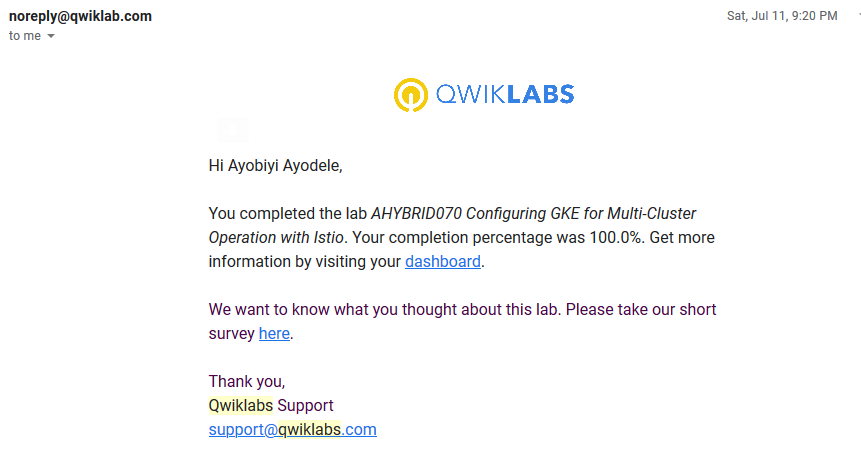 noreply@qwiklab.com
Sat, Jul 11, 9:20 PM
to me
QWIKLABS
Hi Ayobiyi Ayodele,
You completed the lab AHYBRID070 Configuring GKE for Multi-Cluster
Operation with Istio. Your completion percentage was 100.0%. Get more
information by visiting your dashboard.
We want to know what you thought about this lab. Please take our short
survey here.
Thank you,
Qwiklabs Support
support@qwiklabs.com